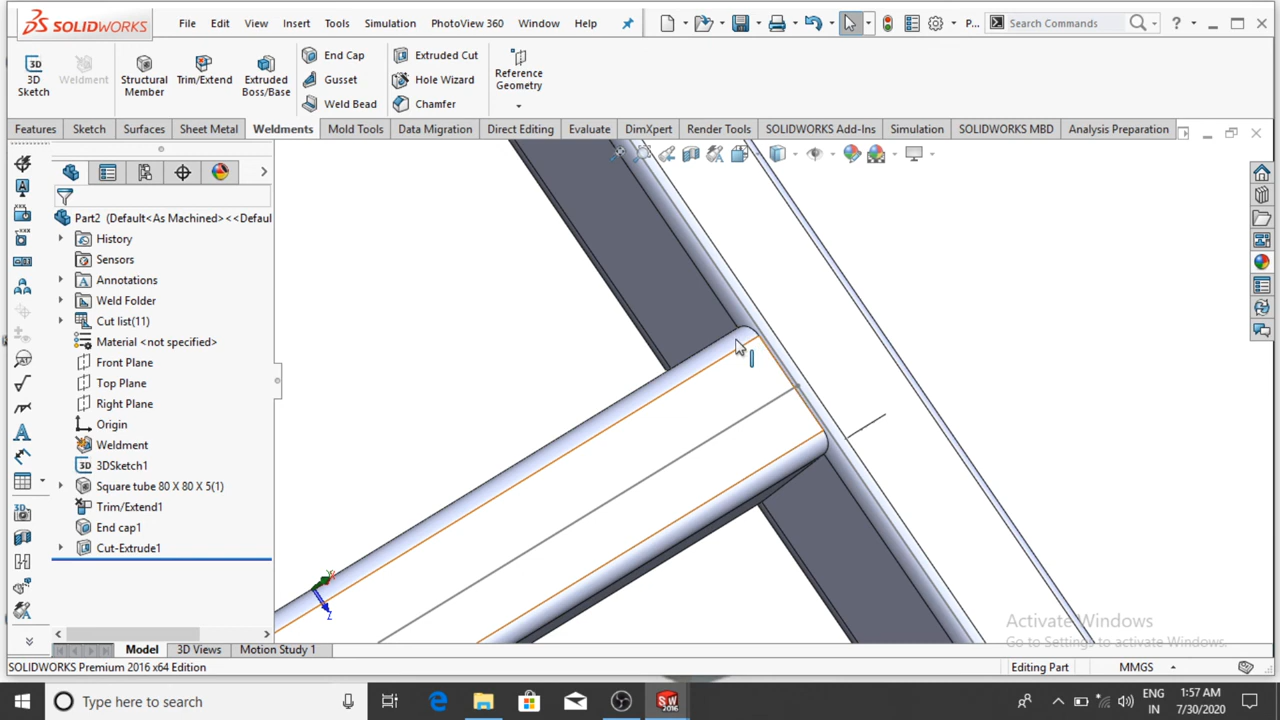 SOLIDWORKS
File Edit View Insert Tools Simulation PhotoView 360 Window Help
P...
Search Commands
3D Sketch
Weldment
Structural Member
Trim/Extend
Extruded Boss/Base
End Cap
Gusset
Weld Bead
Extruded Cut
Hole Wizard
Chamfer
Reference Geometry
Features Sketch Surfaces Sheet Metal Weldments Mold Tools Data Migration Direct Editing Evaluate DimXpert Render Tools SOLIDWORKS Add-Ins Simulation SOLIDWORKS MBD Analysis Preparation
Part2 (Default<As Machined><<Defaul
History
Sensors
Annotations
Weld Folder
Cut list(11)
Material <not specified>
Front Plane
Top Plane
Right Plane
Origin
Weldment
3DSketch1
Square tube 80 X 80 X 5(1)
Trim/Extend1
End cap1
Cut-Extrude1
Z
Activate Windows
Go to Settings to activate Windows.
Model 3D Views Motion Study 1
SOLIDWORKS Premium 2016 x64 Edition
Editing Part
MMGS
Type here to search
SW
2016
ENG
IN
1:57 AM
7/30/2020